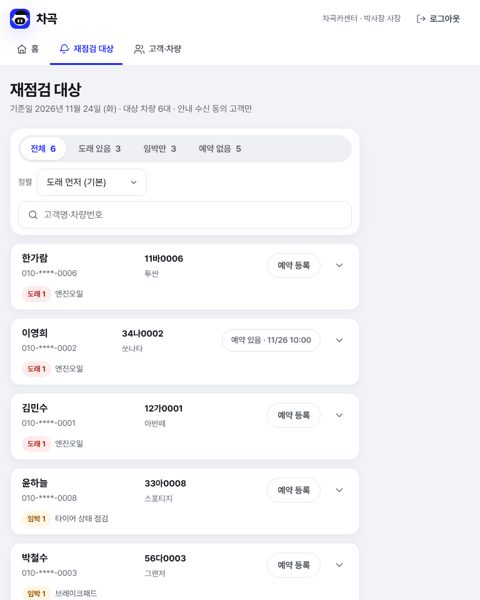 차곡
차곡카센터 · 박사장 사장
로그아웃
홈
재점검 대상
고객·차량
재점검 대상
기준일 2026년 11월 24일 (화) · 대상 차량 6대 · 안내 수신 동의 고객만
전체 6
도래 있음 3
임박만 3
예약 없음 5
정렬
도래 먼저 (기본)
고객명·차량번호
한가람
11바0006
예약 등록
010-****-0006
투싼
도래 1 엔진오일
이영희
34나0002
예약 있음 · 11/26 10:00
010-****-0002
쏘나타
도래 1 엔진오일
김민수
12가0001
예약 등록
010-****-0001
아반떼
도래 1 엔진오일
윤하늘
33아0008
예약 등록
010-****-0008
스포티지
임박 1 타이어 상태 점검
박철수
56다0003
예약 등록
010-****-0003
그랜저
임박 1 브레이크패드